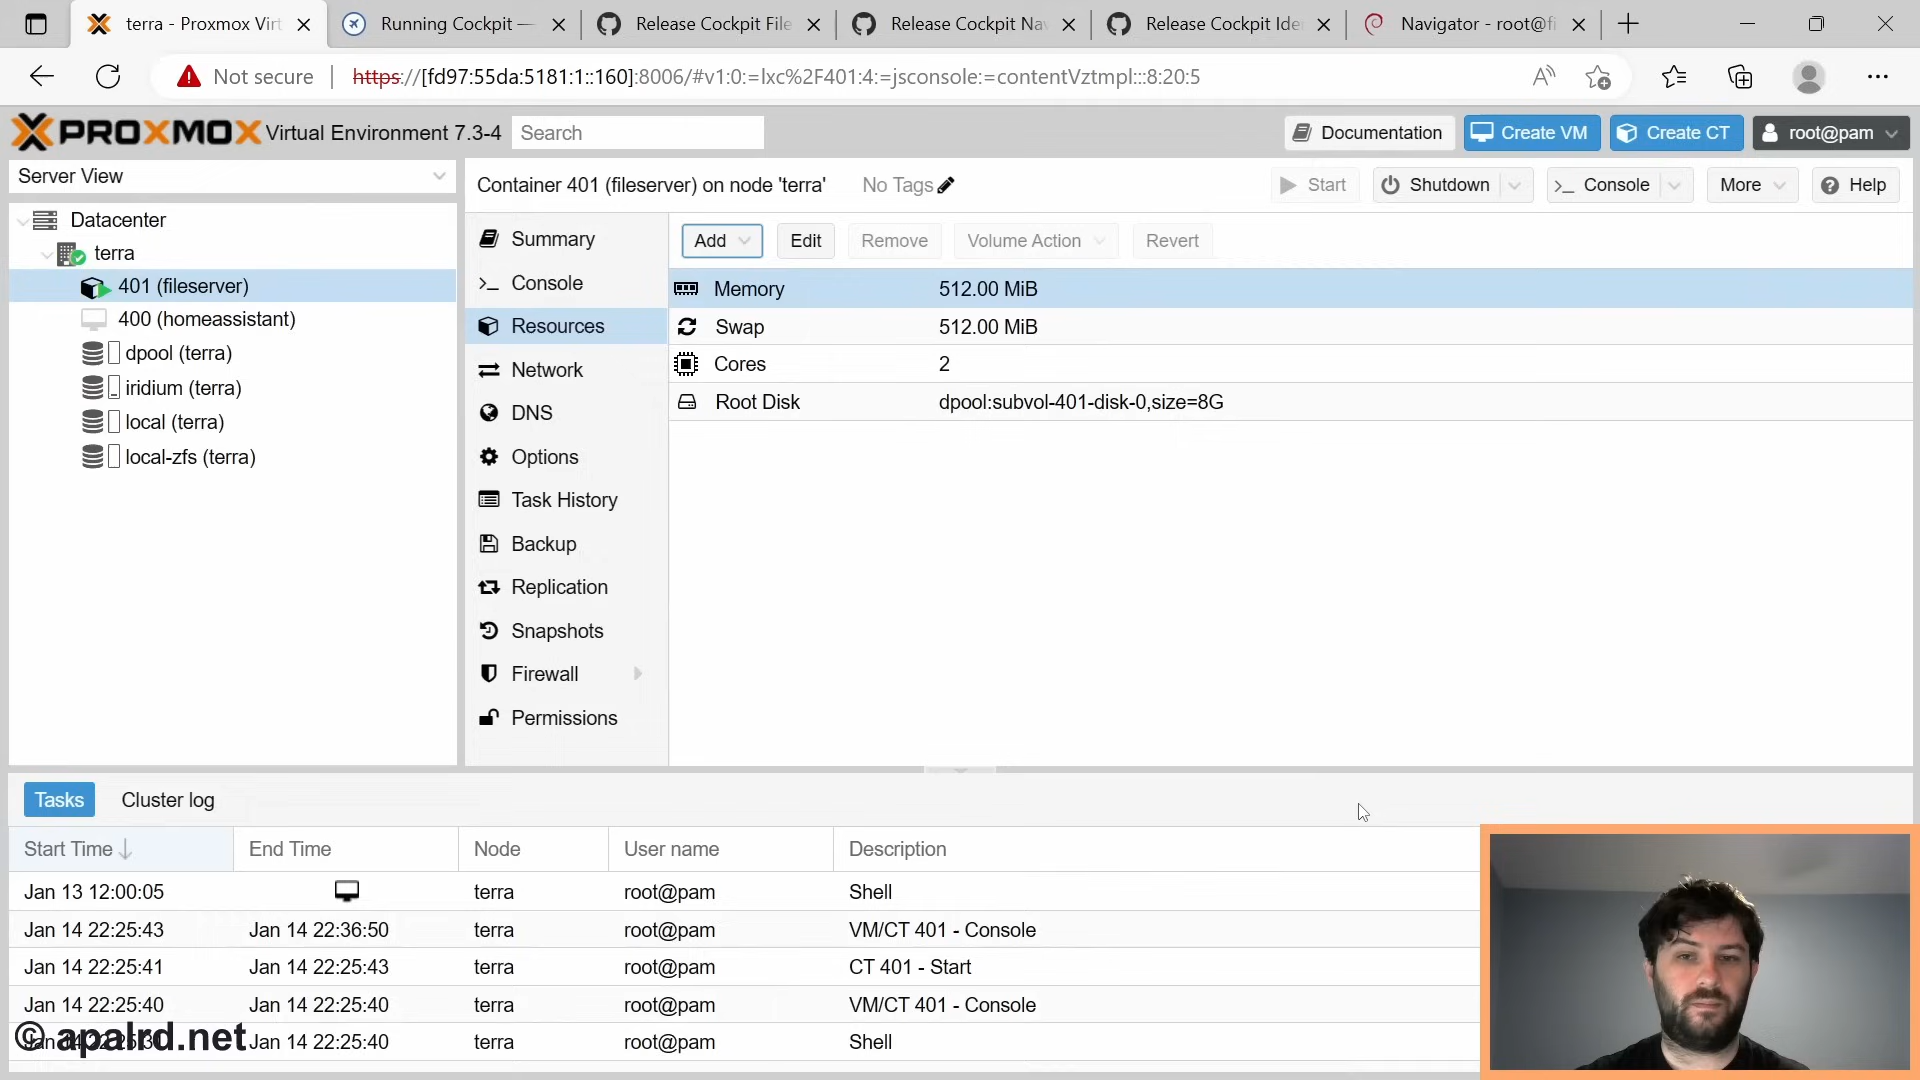 terra - Proxmox Virt
Running Cockpit —
Release Cockpit File
Release Cockpit Nav
Release Cockpit Ide
Navigator - root@fi
Not secure
https://[fd97:55da:5181:1::160]:8006/#v1:0:=lxc%2F401:4:=jsconsole:=contentVztmpl:::8:20:5
PROXMOX Virtual Environment 7.3-4
Search
Documentation
Create VM
Create CT
root@pam
Server View
Datacenter
terra
401 (fileserver)
400 (homeassistant)
dpool (terra)
iridium (terra)
local (terra)
local-zfs (terra)
Container 401 (fileserver) on node 'terra'
No Tags
Start
Shutdown
Console
More
Help
Summary
Console
Resources
Network
DNS
Options
Task History
Backup
Replication
Snapshots
Firewall
Permissions
Add
Edit
Remove
Volume Action
Revert
Memory 512.00 MiB
Swap 512.00 MiB
Cores 2
Root Disk dpool:subvol-401-disk-0,size=8G
Tasks
Cluster log
Start Time End Time Node User name Description
Jan 13 12:00:05 terra root@pam Shell
Jan 14 22:25:43 Jan 14 22:36:50 terra root@pam VM/CT 401 - Console
Jan 14 22:25:41 Jan 14 22:25:43 terra root@pam CT 401 - Start
Jan 14 22:25:40 Jan 14 22:25:40 terra root@pam VM/CT 401 - Console
Jan 14 22:25:40 terra root@pam Shell
© apalrd.net